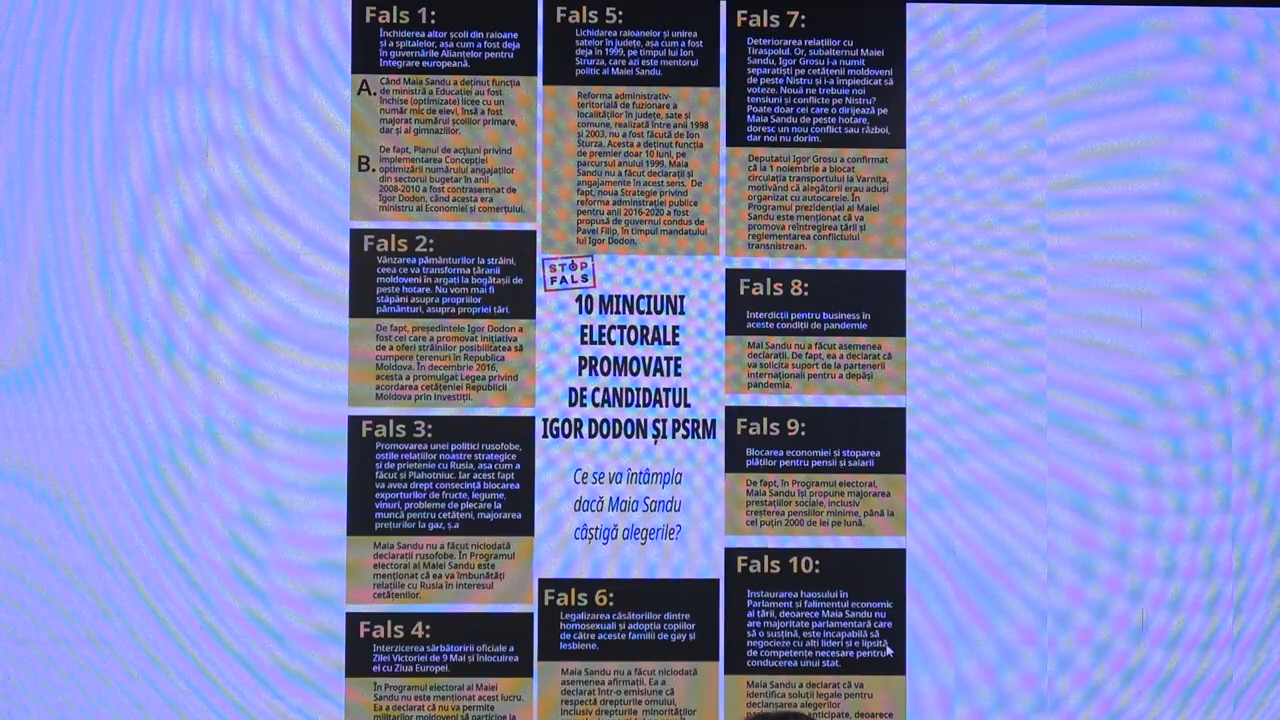 Fals 1:
Închiderea altor școli din raioane
și a spitalelor, așa cum a fost deja
în guvernările Alianțelor pentru
Integrare europeană.
A. Când Maia Sandu a deținut funcția
de ministră a Educației au fost
închise (optimizate) licee cu un
număr mic de elevi, însă a fost
majorat numărul școlilor primare,
dar și al gimnaziilor.
B. De fapt, Planul de acțiuni privind
implementarea Concepției
optimizării numărului angajaților
din sectorul bugetar în anii
2008-2010 a fost contrasemnat de
Igor Dodon, când acesta era
ministru al Economiei și comerțului.
Fals 2:
Vânzarea pământurilor la străini,
ceea ce va transforma țăranii
moldoveni în argați la bogătașii de
peste hotare. Nu vom mai fi
stăpâni asupra propriilor
pământuri, asupra propriei țări.
De fapt, președintele Igor Dodon a
fost cel care a promovat inițiativa
de a oferi străinilor posibilitatea să
cumpere terenuri în Republica
Moldova. În decembrie 2016,
acesta a promulgat Legea privind
acordarea cetățeniei Republicii
Moldova prin investiții.
Fals 3:
Promovarea unei politici rusofobe,
ostile relațiilor noastre strategice
și de prietenie cu Rusia, așa cum a
făcut și Plahotniuc. Iar acest fapt
va avea drept consecință blocarea
exporturilor de fructe, legume,
vinuri, probleme de plecare la
muncă pentru cetățeni, majorarea
prețurilor la gaz, ș.a
Maia Sandu nu a făcut niciodată
declarații rusofobe. În Programul
electoral al Maiei Sandu este
menționat că ea va îmbunătăți
relațiile cu Rusia în interesul
cetățenilor.
Fals 4:
Interzicerea sărbătoririi oficiale a
Zilei Victoriei de 9 Mai și înlocuirea
ei cu Ziua Europei.
În Programul electoral al Maiei
Sandu nu este menționat acest lucru.
Ea a declarat că nu va permite
militarilor moldoveni să participe la
Fals 5:
Lichidarea raioanelor și unirea
satelor în județe, așa cum a fost
deja în 1999, pe timpul lui Ion
Strurza, care azi este mentorul
politic al Maiei Sandu.
Reforma administrativ-
teritorială de fuzionare a
localităților în județe, sate și
comune, realizată între anii 1998
și 2003, nu a fost făcută de Ion
Sturza. Acesta a deținut funcția
de premier doar 10 luni, pe
parcursul anului 1999. Maia
Sandu nu a făcut declarații și
angajamente în acest sens. De
fapt, noua Strategie privind
reforma adminstrației publice
pentru anii 2016-2020 a fost
propusă de guvernul condus de
Pavel Filip, în timpul mandatului
lui Igor Dodon.
STOP
FALS
10 MINCIUNI
ELECTORALE
PROMOVATE
DE CANDIDATUL
IGOR DODON ȘI PSRM
Ce se va întâmpla
dacă Maia Sandu
câștigă alegerile?
Fals 6:
Legalizarea căsătoriilor dintre
homosexuali și adopția copiilor
de către aceste familii de gay și
lesbiene.
Maia Sandu nu a făcut niciodată
asemenea afirmații. Ea a
declarat într-o emisiune că
respectă drepturile omului,
inclusiv drepturile minorităților
Fals 7:
Deteriorarea relațiilor cu
Tiraspolul. Or, subalternul Maiei
Sandu, Igor Grosu i-a numit
separatiști pe cetățenii moldoveni
de peste Nistru și i-a împiedicat să
voteze. Nouă ne trebuie noi
tensiuni și conflicte pe Nistru?
Poate doar cei care o dirijează pe
Maia Sandu de peste hotare,
doresc un nou conflict sau război,
dar noi nu dorim.
Deputatul Igor Grosu a confirmat
că la 1 noiembrie a blocat
circulația transportului la Varnița,
motivând că alegătorii erau aduși
organizat cu autocarele. În
Programul prezidențial al Maiei
Sandu este menționat că va
promova reîntregirea țării și
reglementarea conflictului
transnistrean.
Fals 8:
Interdicții pentru business în
aceste condiții de pandemie
Mai Sandu nu a făcut asemenea
declarații. De fapt, ea a declarat că
va solicita suport de la partenerii
internaționali pentru a depăși
pandemia.
Fals 9:
Blocarea economiei și stoparea
plăților pentru pensii și salarii
De fapt, în Programul electoral,
Maia Sandu își propune majorarea
prestațiilor sociale, inclusiv
creșterea pensiilor minime, până la
cel puțin 2000 de lei pe lună.
Fals 10:
Instaurarea haosului în
Parlament și falimentul economic
al țării, deoarece Maia Sandu nu
are majoritate parlamentară care
să o susțină, este incapabilă să
negocieze cu alți lideri și e lipsită
de competențe necesare pentru
conducerea unui stat.
Maia Sandu a declarat că va
identifica soluții legale pentru
declanșarea alegerilor
anticipate, deoarece